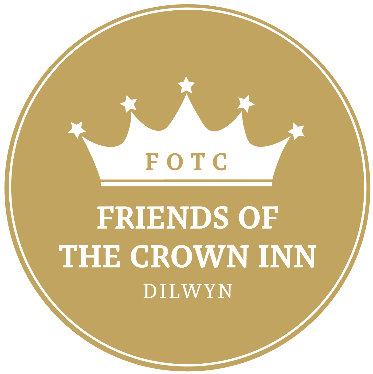 FOTC
FRIENDS OF
THE CROWN INN
DILWYN